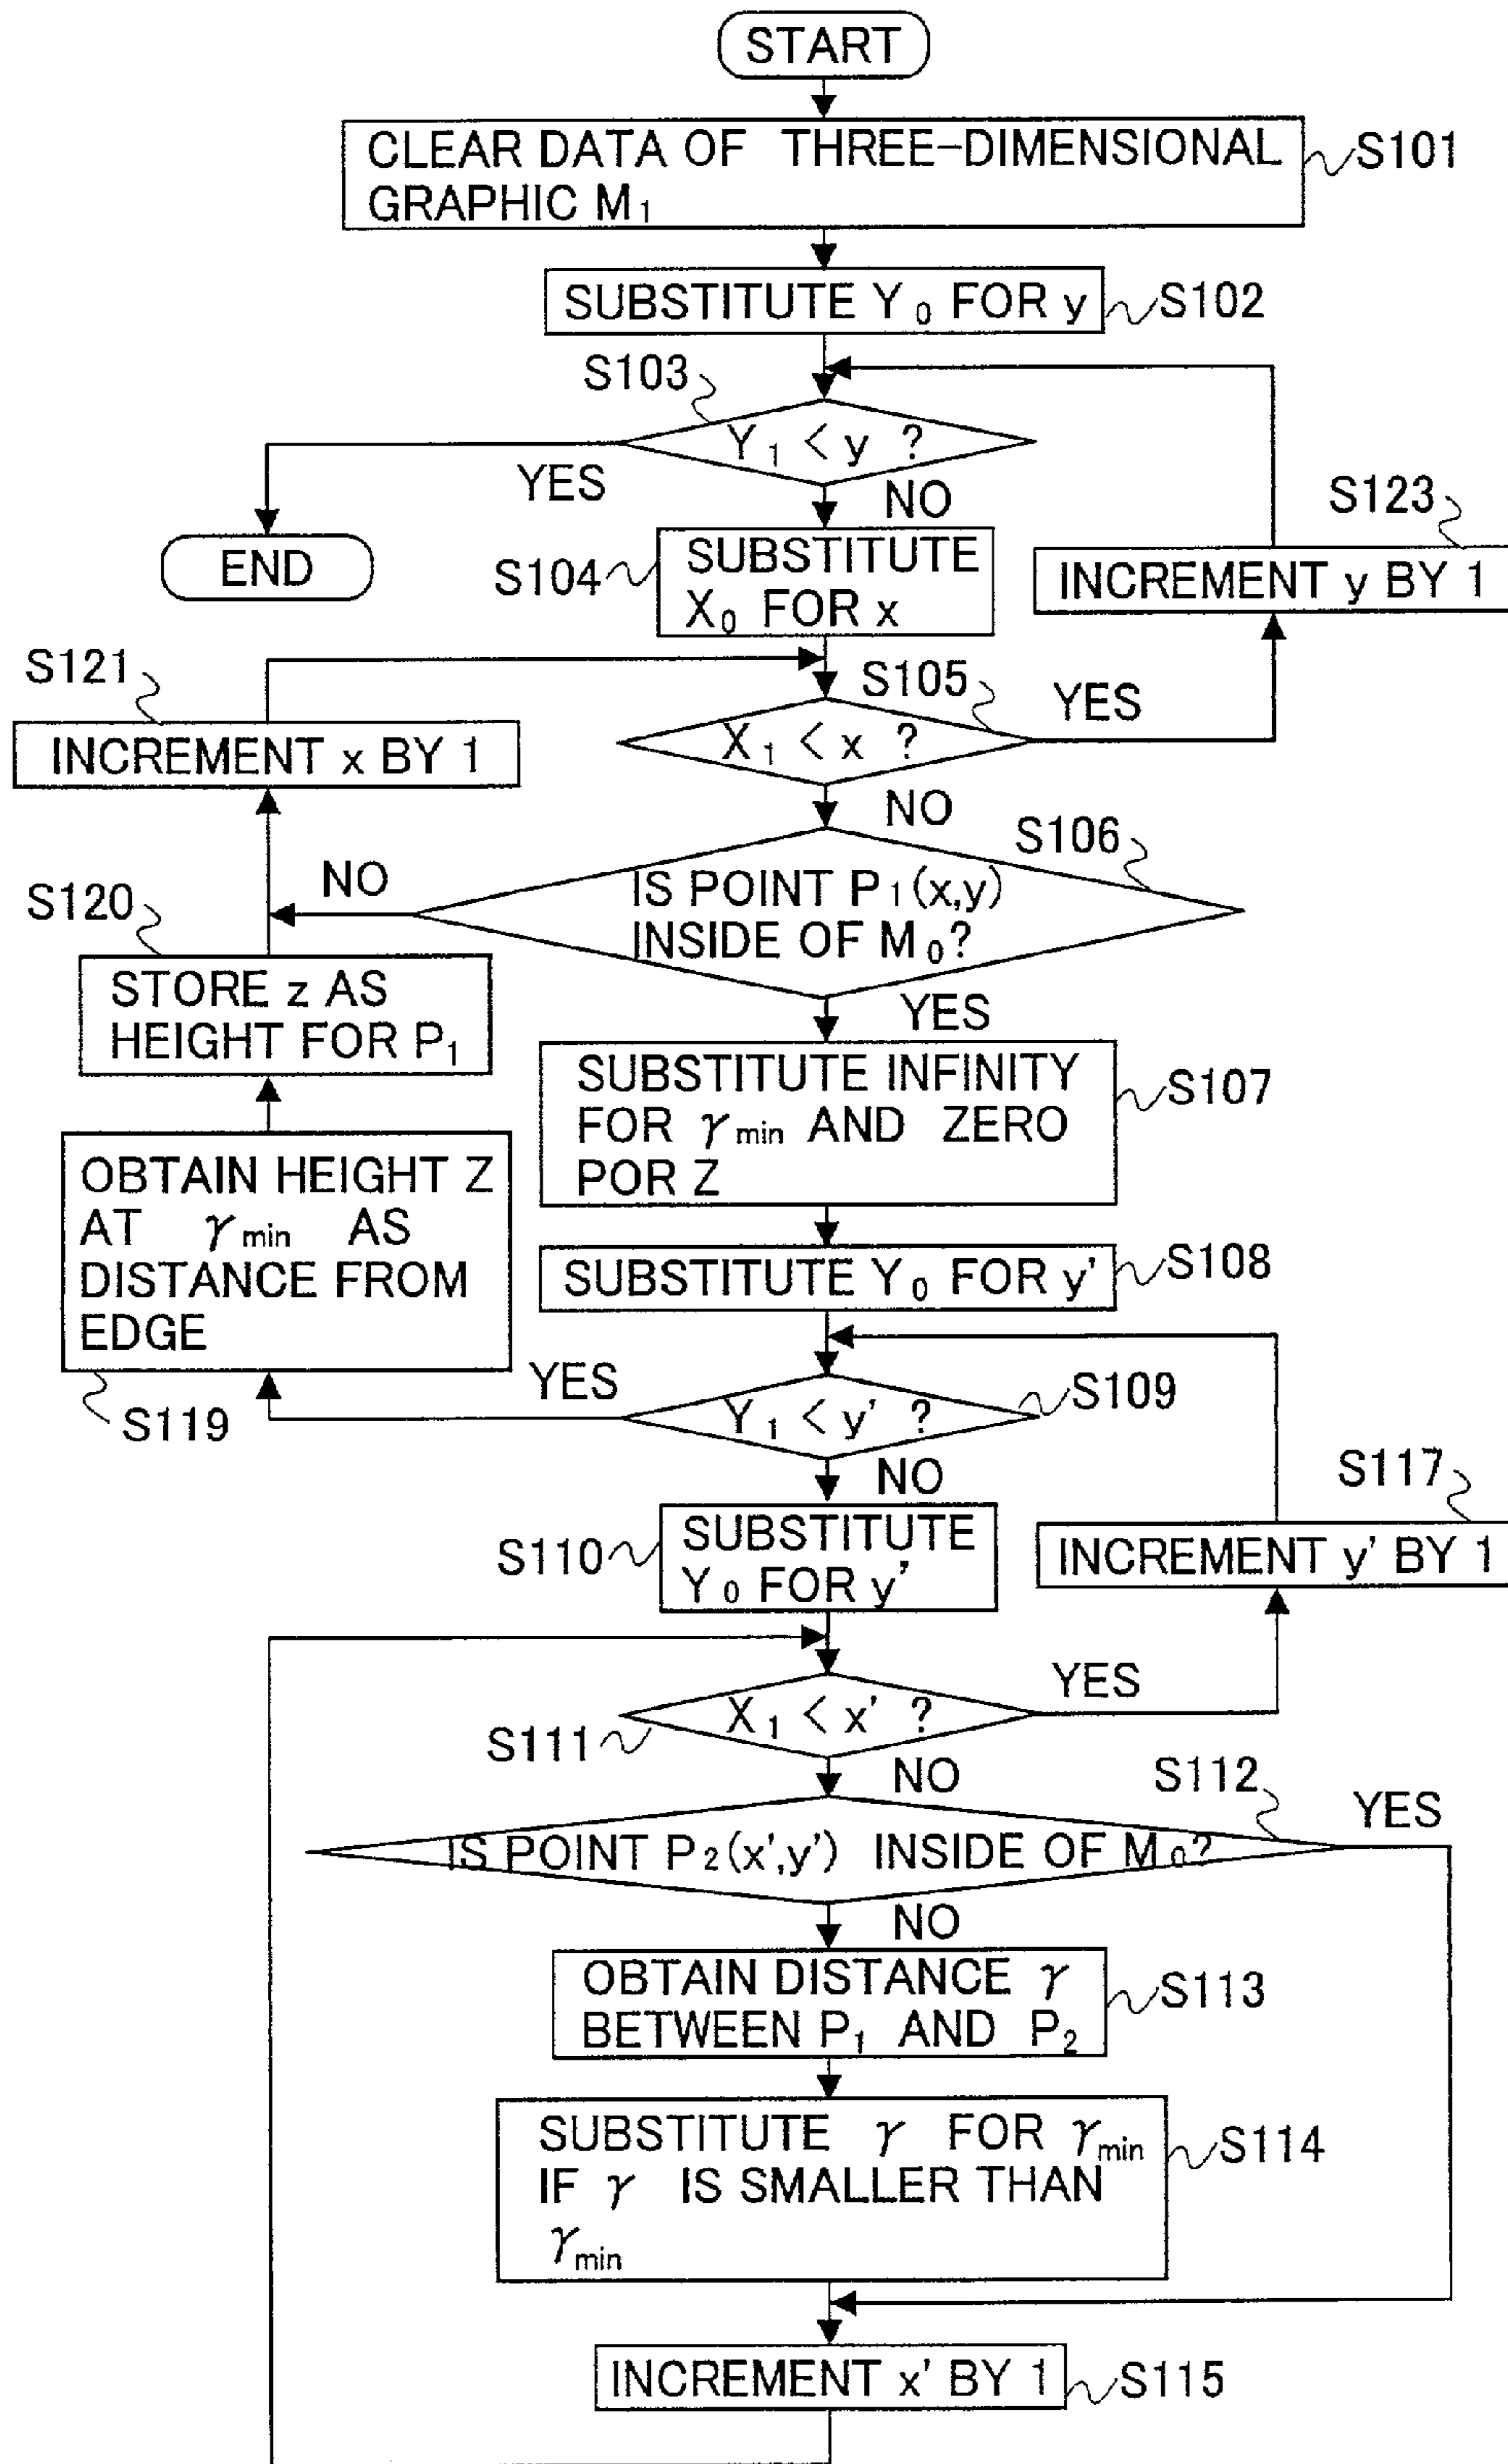 START
CLEAR DATA OF THREE-DIMENSIONAL
GRAPHIC M₁
S101
SUBSTITUTE Y₀ FOR y
S102
S103
Y₁ < y ?
YES
NO
END
S104
SUBSTITUTE
X₀ FOR x
S123
INCREMENT y BY 1
S121
INCREMENT x BY 1
S105
X₁ < x ?
YES
NO
S106
IS POINT P₁(x,y)
INSIDE OF M₀?
NO
YES
S120
STORE z AS
HEIGHT FOR P₁
SUBSTITUTE INFINITY
FOR γmin AND ZERO
POR Z
S107
OBTAIN HEIGHT Z
AT γmin AS
DISTANCE FROM
EDGE
S119
SUBSTITUTE Y₀ FOR y'
S108
YES
Y₁ < y' ?
S109
NO
S110
SUBSTITUTE
Y₀ FOR y'
S117
INCREMENT y' BY 1
X₁ < x' ?
S111
YES
NO
S112
IS POINT P₂(x',y') INSIDE OF M₀?
YES
NO
OBTAIN DISTANCE γ
BETWEEN P₁ AND P₂
S113
SUBSTITUTE γ FOR γmin
IF γ IS SMALLER THAN
γmin
S114
INCREMENT x' BY 1
S115